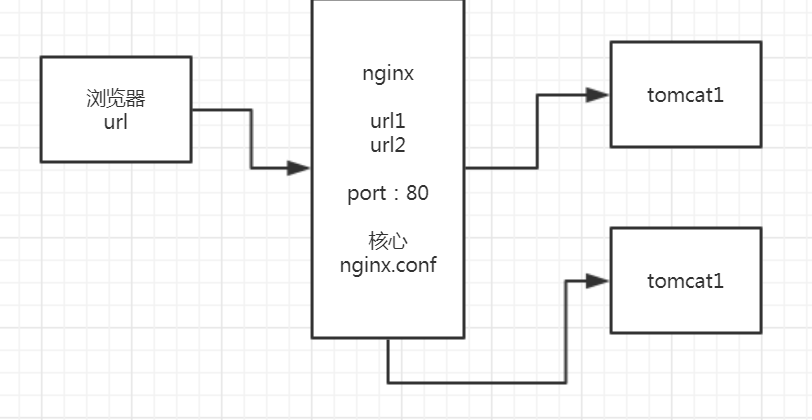 浏览器
url
nginx
url1
url2
port：80
核心
nginx.conf
tomcat1
tomcat1